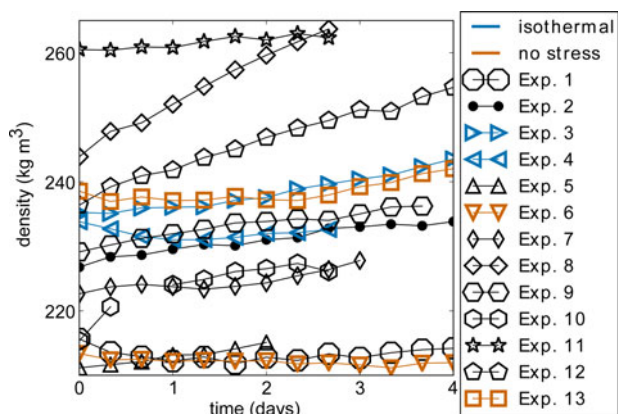 260
240
220
density (kg m³)
0
1
2
3
4
time (days)
isothermal
no stress
Exp. 1
Exp. 2
Exp. 3
Exp. 4
Exp. 5
Exp. 6
Exp. 7
Exp. 8
Exp. 9
Exp. 10
Exp. 11
Exp. 12
Exp. 13